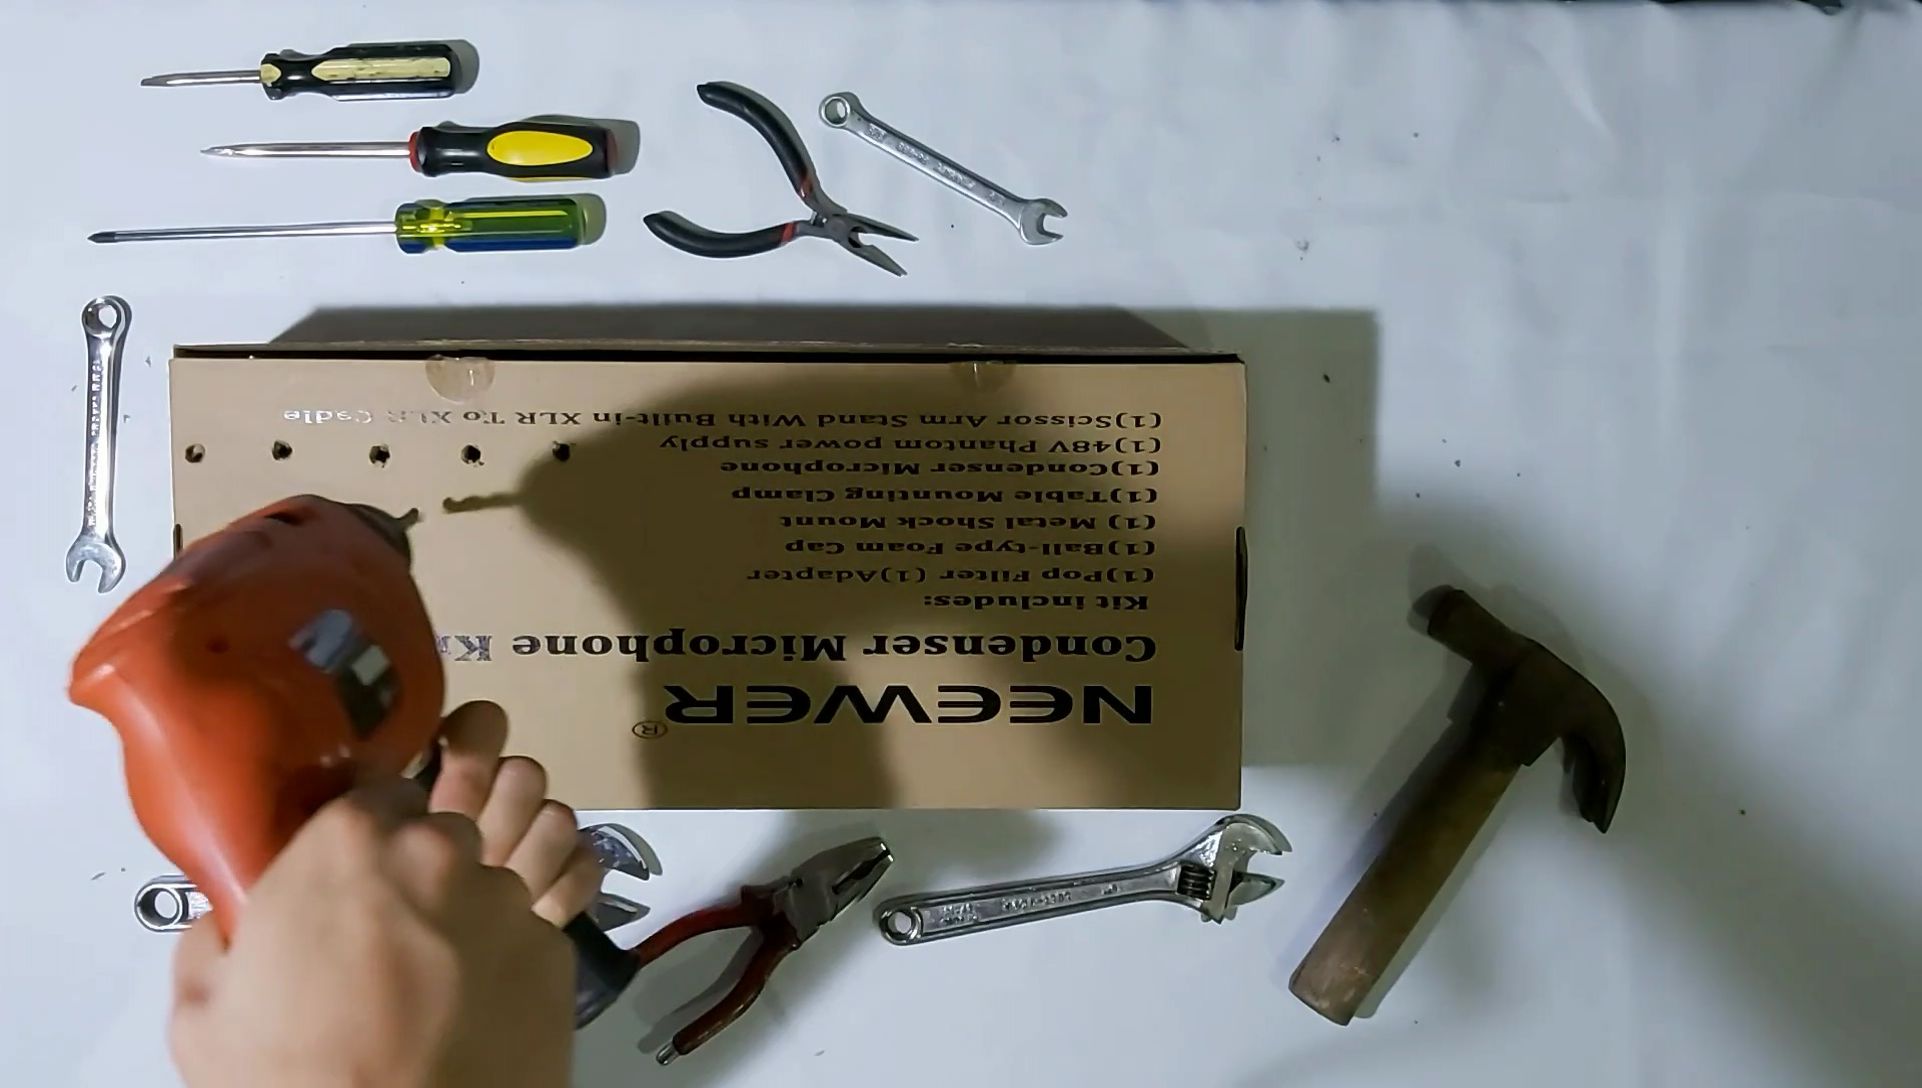 NEEWER®
Condenser Microphone
Kit includes:
(1)Pop Filter (1)Adapter
(1)Ball-type Foam Cap
(1) Metal Shock Mount
(1)Table Mounting Clamp
(1)Condenser Microphone
(1)48V Phantom power supply
(1)Scissor Arm Stand With Built-in XLR To XLR Cable